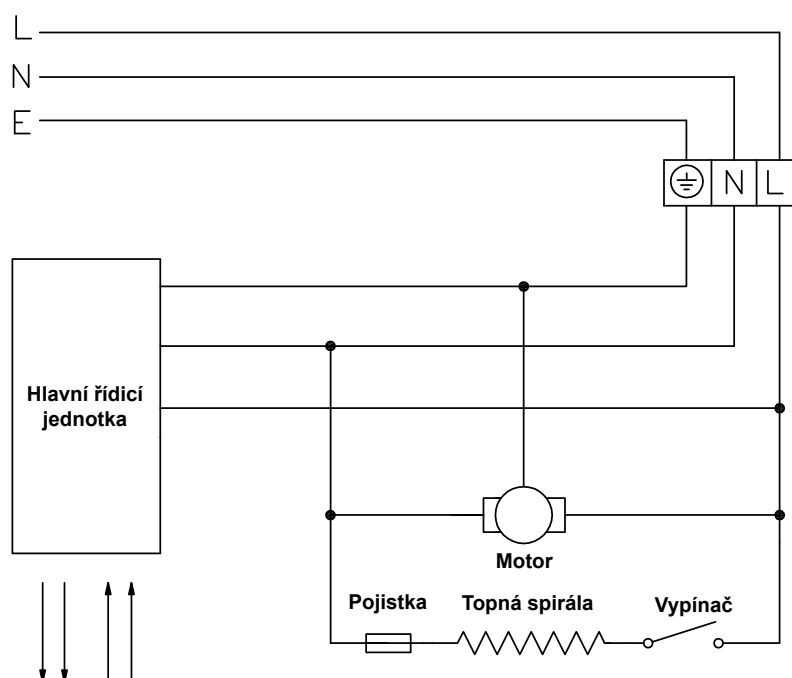 L
N
E
N L
Hlavní řídicí
jednotka
Motor
Pojistka Topná spirála Vypínač